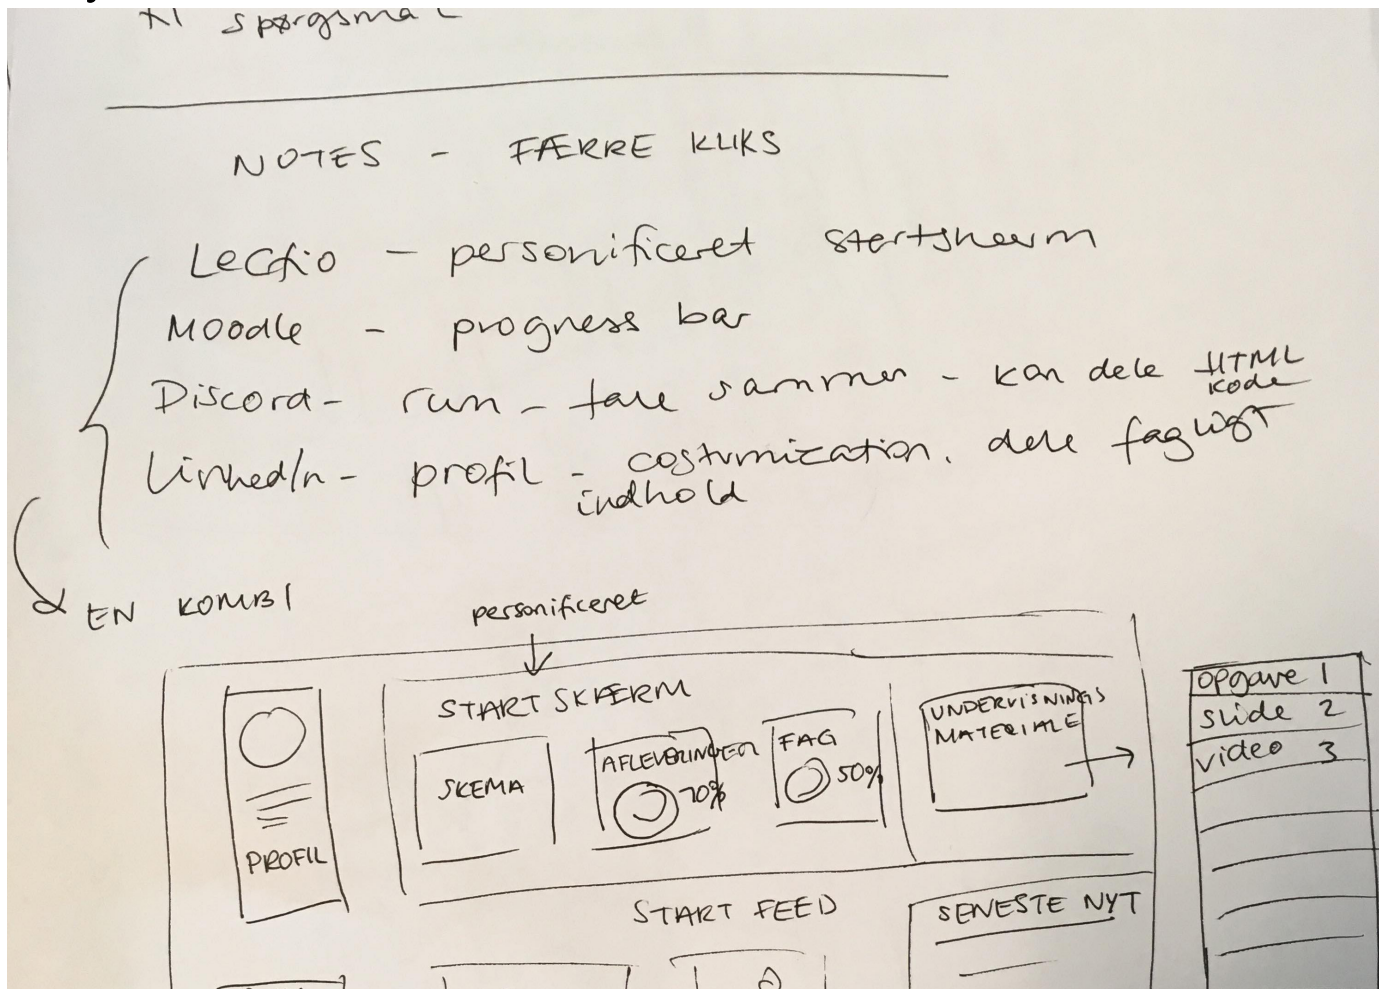 spørgsmål
NOTES - FÆRRE KLIKS
Lectio - personificeret startskærm
Moodle - progress bar
Discord - rum - tale sammen - kan dele HTML
kode
LinkedIn - profil - costumization. dele fagligt
indhold
EN KOMBI
personificeret
START SKÆRM
SKEMA
AFLEVERINGER
70%
FAG
50%
UNDERVISNINGS
MATERIALE
opgave 1
slide 2
video 3
PROFIL
START FEED
SENESTE NYT